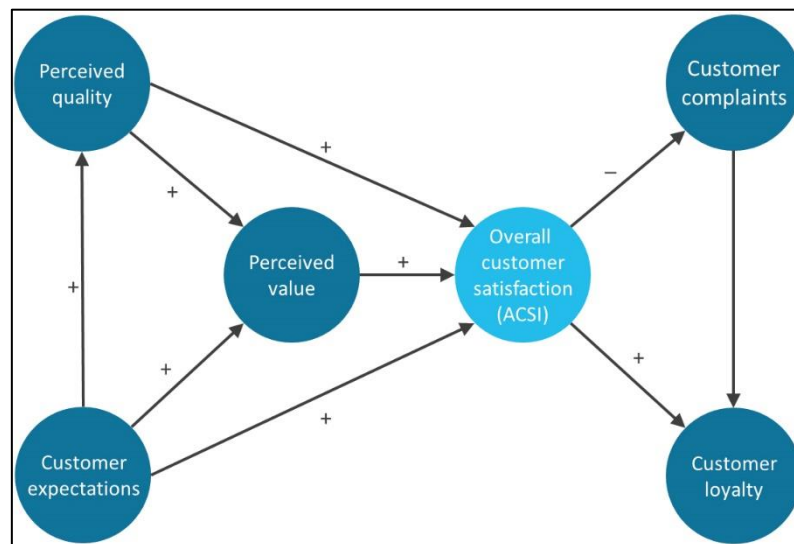 Perceived
quality
Customer
complaints
+
–
+
Perceived
value
+
Overall
customer
satisfaction
(ACSI)
+
+
+
+
Customer
expectations
Customer
loyalty